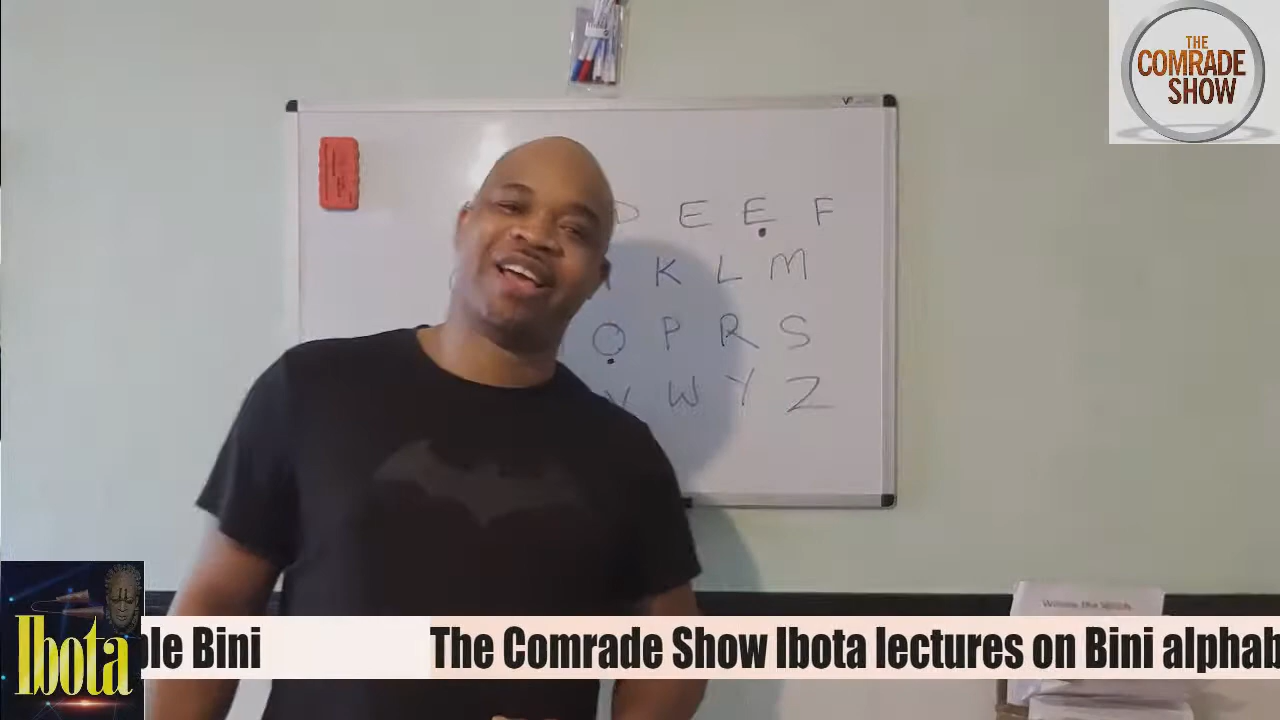 THE
COMRADE
SHOW
D E Ẹ F
K L M
Ọ P R S
V W Y Z
Ibota
ple Bini The Comrade Show Ibota lectures on Bini alphab